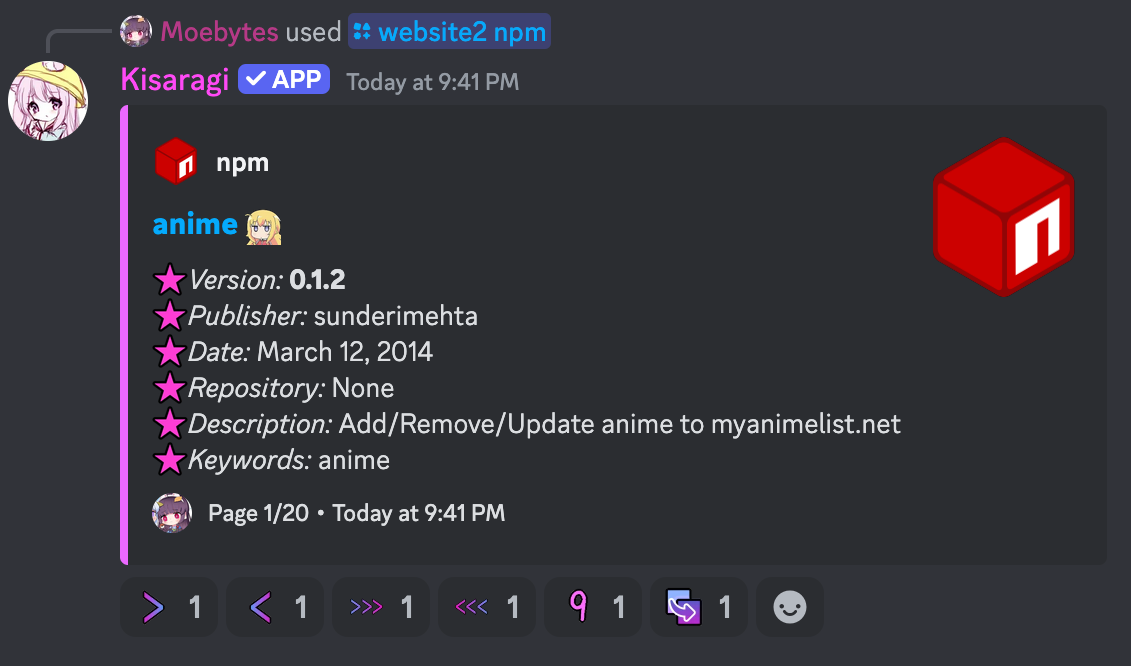 Moebytes used website2 npm
Kisaragi APP Today at 9:41 PM
npm
anime
Version: 0.1.2
Publisher: sunderimehta
Date: March 12, 2014
Repository: None
Description: Add/Remove/Update anime to myanimelist.net
Keywords: anime
Page 1/20 • Today at 9:41 PM
> 1 < 1 >>> 1 <<< 1 9 1 1